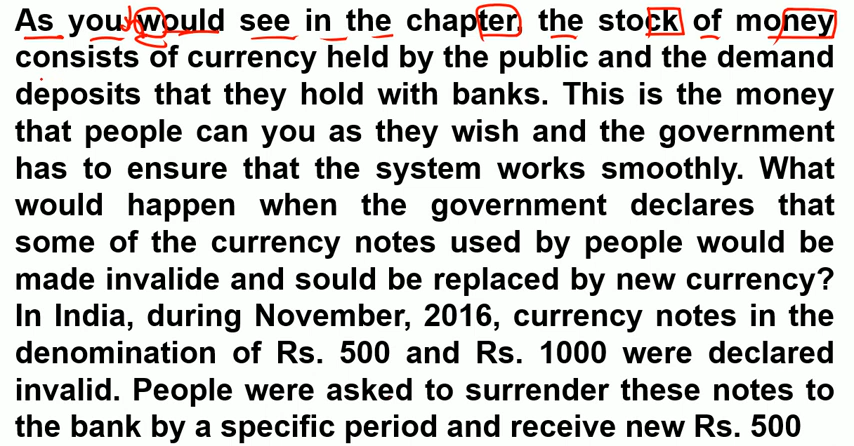 As you would see in the chapter, the stock of money
consists of currency held by the public and the demand
deposits that they hold with banks. This is the money
that people can you as they wish and the government
has to ensure that the system works smoothly. What
would happen when the government declares that
some of the currency notes used by people would be
made invalide and sould be replaced by new currency?
In India, during November, 2016, currency notes in the
denomination of Rs. 500 and Rs. 1000 were declared
invalid. People were asked to surrender these notes to
the bank by a specific period and receive new Rs. 500